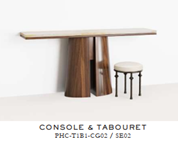 CONSOLE & TABOURET
PHC-T1B1-CG02 / SE02